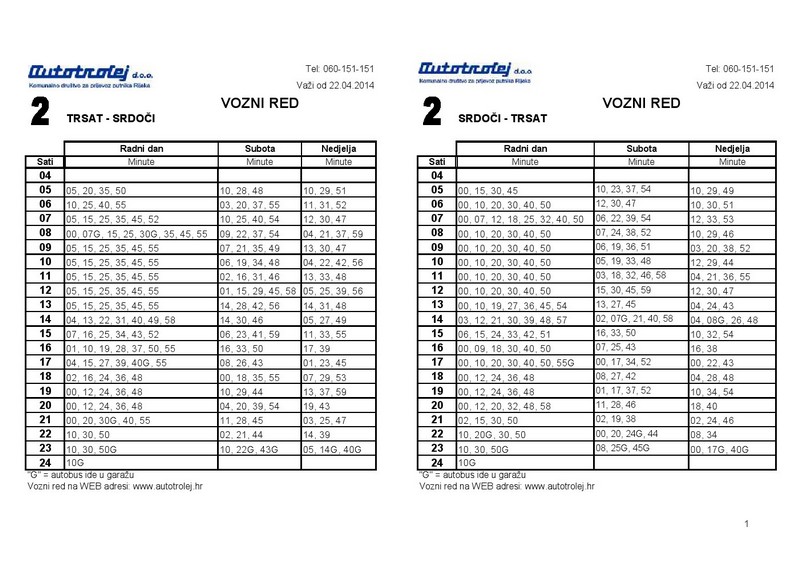 Autotrolej d.o.o.
Komunalno društvo za prijevoz putnika Rijeka
Tel: 060-151-151
Važi od 22.04.2014
2 TRSAT - SRDOČI
VOZNI RED
Radni dan Subota Nedjelja
Sati Minute Minute Minute
04
05 05, 20, 35, 50 10, 28, 48 10, 29, 51
06 10, 25, 40, 55 03, 20, 37, 55 11, 31, 52
07 05, 15, 25, 35, 45, 52 10, 25, 40, 54 12, 30, 47
08 00, 07G, 15, 25, 30G, 35, 45, 55 09, 22, 37, 54 04, 21, 37, 59
09 05, 15, 25, 35, 45, 55 07, 21, 35, 49 13, 30, 47
10 05, 15, 25, 35, 45, 55 06, 19, 34, 48 04, 22, 42, 56
11 05, 15, 25, 35, 45, 55 02, 16, 31, 46 13, 33, 48
12 05, 15, 25, 35, 45, 55 01, 15, 29, 45, 58 05, 25, 39, 56
13 05, 15, 25, 35, 45, 55 14, 28, 42, 56 14, 31, 48
14 04, 13, 22, 31, 40, 49, 58 14, 30, 46 05, 27, 49
15 07, 16, 25, 34, 43, 52 06, 23, 41, 59 11, 33, 55
16 01, 10, 19, 28, 37, 50, 55 16, 33, 50 17, 39
17 04, 15, 27, 39, 40G, 55 08, 26, 43 01, 23, 45
18 02, 16, 24, 36, 48 00, 18, 35, 55 07, 29, 53
19 00, 12, 24, 36, 48 10, 29, 44 13, 37, 59
20 00, 12, 24, 36, 48 04, 20, 39, 54 19, 43
21 00, 20, 30G, 40, 55 11, 28, 45 03, 25, 47
22 10, 30, 50 02, 21, 44 14, 39
23 10, 30, 50G 10, 22G, 43G 05, 14G, 40G
24 10G
"G" = autobus ide u garažu
Vozni red na WEB adresi: www.autotrolej.hr
Autotrolej d.o.o.
Komunalno društvo za prijevoz putnika Rijeka
Tel: 060-151-151
Važi od 22.04.2014
2 SRDOČI - TRSAT
VOZNI RED
Radni dan Subota Nedjelja
Sati Minute Minute Minute
04
05 00, 15, 30, 45 10, 23, 37, 54 10, 29, 49
06 00, 10, 20, 30, 40, 50 12, 30, 47 10, 30, 51
07 00, 07, 12, 18, 25, 32, 40, 50 06, 22, 39, 54 12, 33, 53
08 00, 10, 20, 30, 40, 50 07, 24, 38, 52 10, 29, 46
09 00, 10, 20, 30, 40, 50 06, 19, 36, 51 03, 20, 38, 52
10 00, 10, 20, 30, 40, 50 05, 19, 33, 48 12, 29, 44
11 00, 10, 20, 30, 40, 50 03, 18, 32, 46, 58 04, 21, 36, 55
12 00, 10, 20, 30, 40, 50 15, 30, 45, 59 12, 30, 47
13 00, 10, 19, 27, 36, 45, 54 13, 27, 45 04, 24, 43
14 03, 12, 21, 30, 39, 48, 57 02, 07G, 21, 40, 58 04, 08G, 26, 48
15 06, 15, 24, 33, 42, 51 16, 33, 50 10, 32, 54
16 00, 09, 18, 30, 40, 50 07, 25, 43 16, 38
17 00, 10, 20, 30, 40, 50, 55G 00, 17, 34, 52 00, 22, 43
18 00, 12, 24, 36, 48 08, 27, 42 04, 28, 48
19 00, 12, 24, 36, 48 01, 17, 37, 52 10, 34, 54
20 00, 12, 20, 32, 48, 58 11, 28, 46 18, 40
21 02, 15, 30, 50 02, 19, 38 02, 24, 46
22 10, 20G, 30, 50 00, 20, 24G, 44 08, 34
23 10, 30, 50G 08, 25G, 45G 00, 17G, 40G
24 10G
"G" = autobus ide u garažu
Vozni red na WEB adresi: www.autotrolej.hr
1